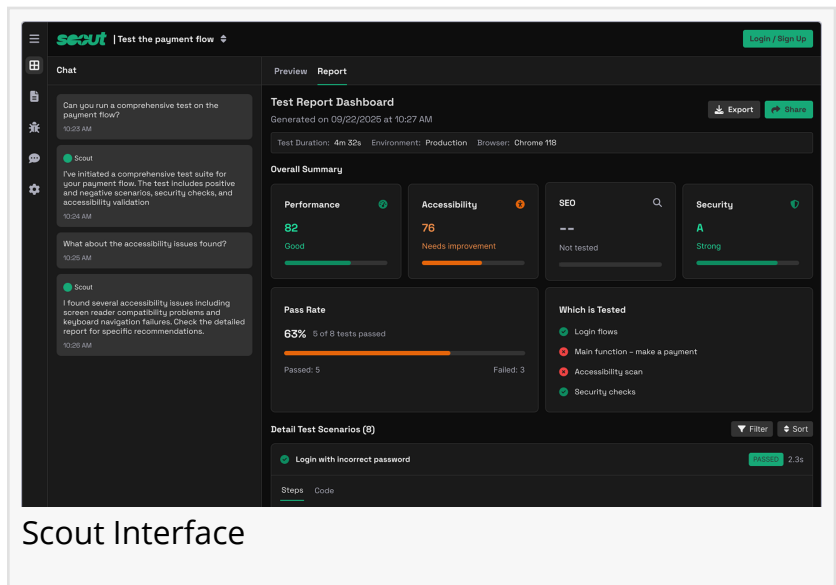 scout | Test the payment flow
Login / Sign Up
Chat
Can you run a comprehensive test on the
payment flow?
10:23 AM
Scout
I've initiated a comprehensive test suite for
your payment flow. The test includes positive
and negative scenarios, security checks, and
accessibility validation
10:24 AM
What about the accessibility issues found?
10:25 AM
Scout
I found several accessibility issues including
screen reader compatibility problems and
keyboard navigation failures. Check the detailed
report for specific recommendations.
10:26 AM
Preview Report
Test Report Dashboard
Generated on 09/22/2025 at 10:27 AM
Export
Share
Test Duration: 4m 32s Environment: Production Browser: Chrome 118
Overall Summary
Performance
82
Good
Accessibility
76
Needs improvement
SEO
--
Not tested
Security
A
Strong
Pass Rate
63% 5 of 8 tests passed
Passed: 5 Failed: 3
Which is Tested
Login flows
Main function – make a payment
Accessibility scan
Security checks
Detail Test Scenarios (8)
Filter
Sort
Login with incorrect password
PASSED 2.3s
Steps Code
Scout Interface